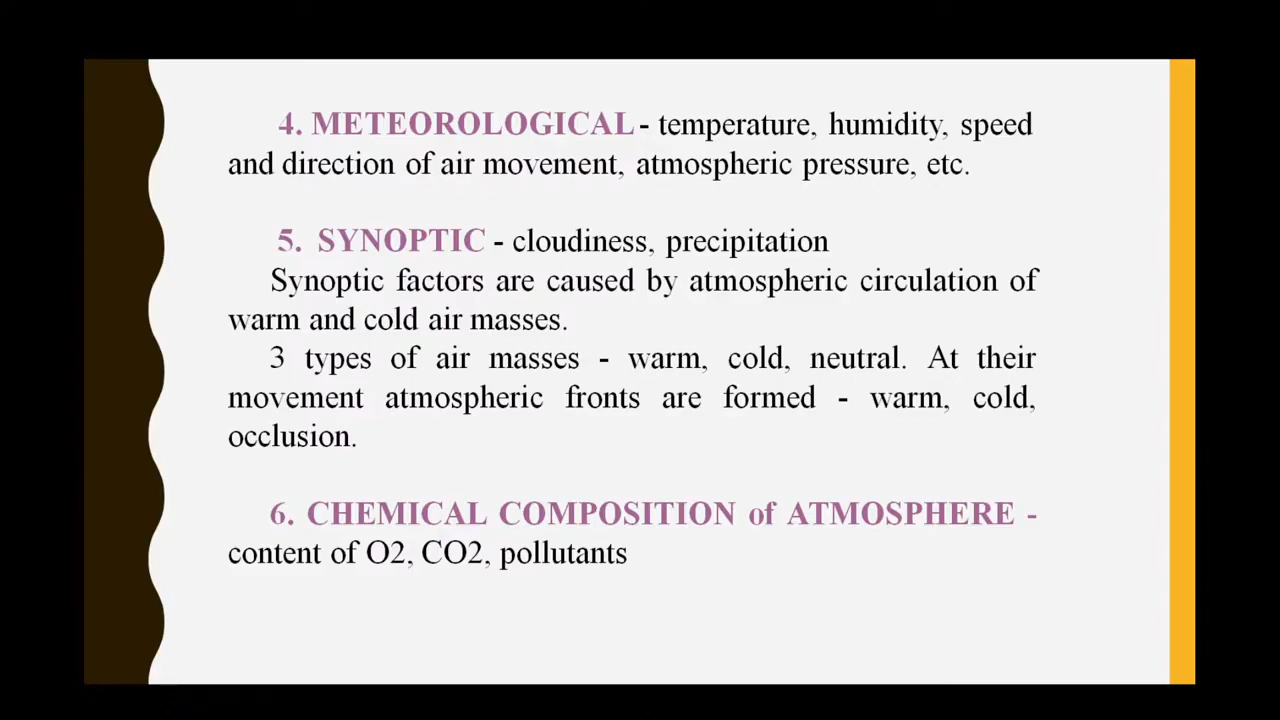 4. METEOROLOGICAL - temperature, humidity, speed
and direction of air movement, atmospheric pressure, etc.
5. SYNOPTIC - cloudiness, precipitation
Synoptic factors are caused by atmospheric circulation of
warm and cold air masses.
3 types of air masses - warm, cold, neutral. At their
movement atmospheric fronts are formed - warm, cold,
occlusion.
6. CHEMICAL COMPOSITION of ATMOSPHERE -
content of O2, CO2, pollutants